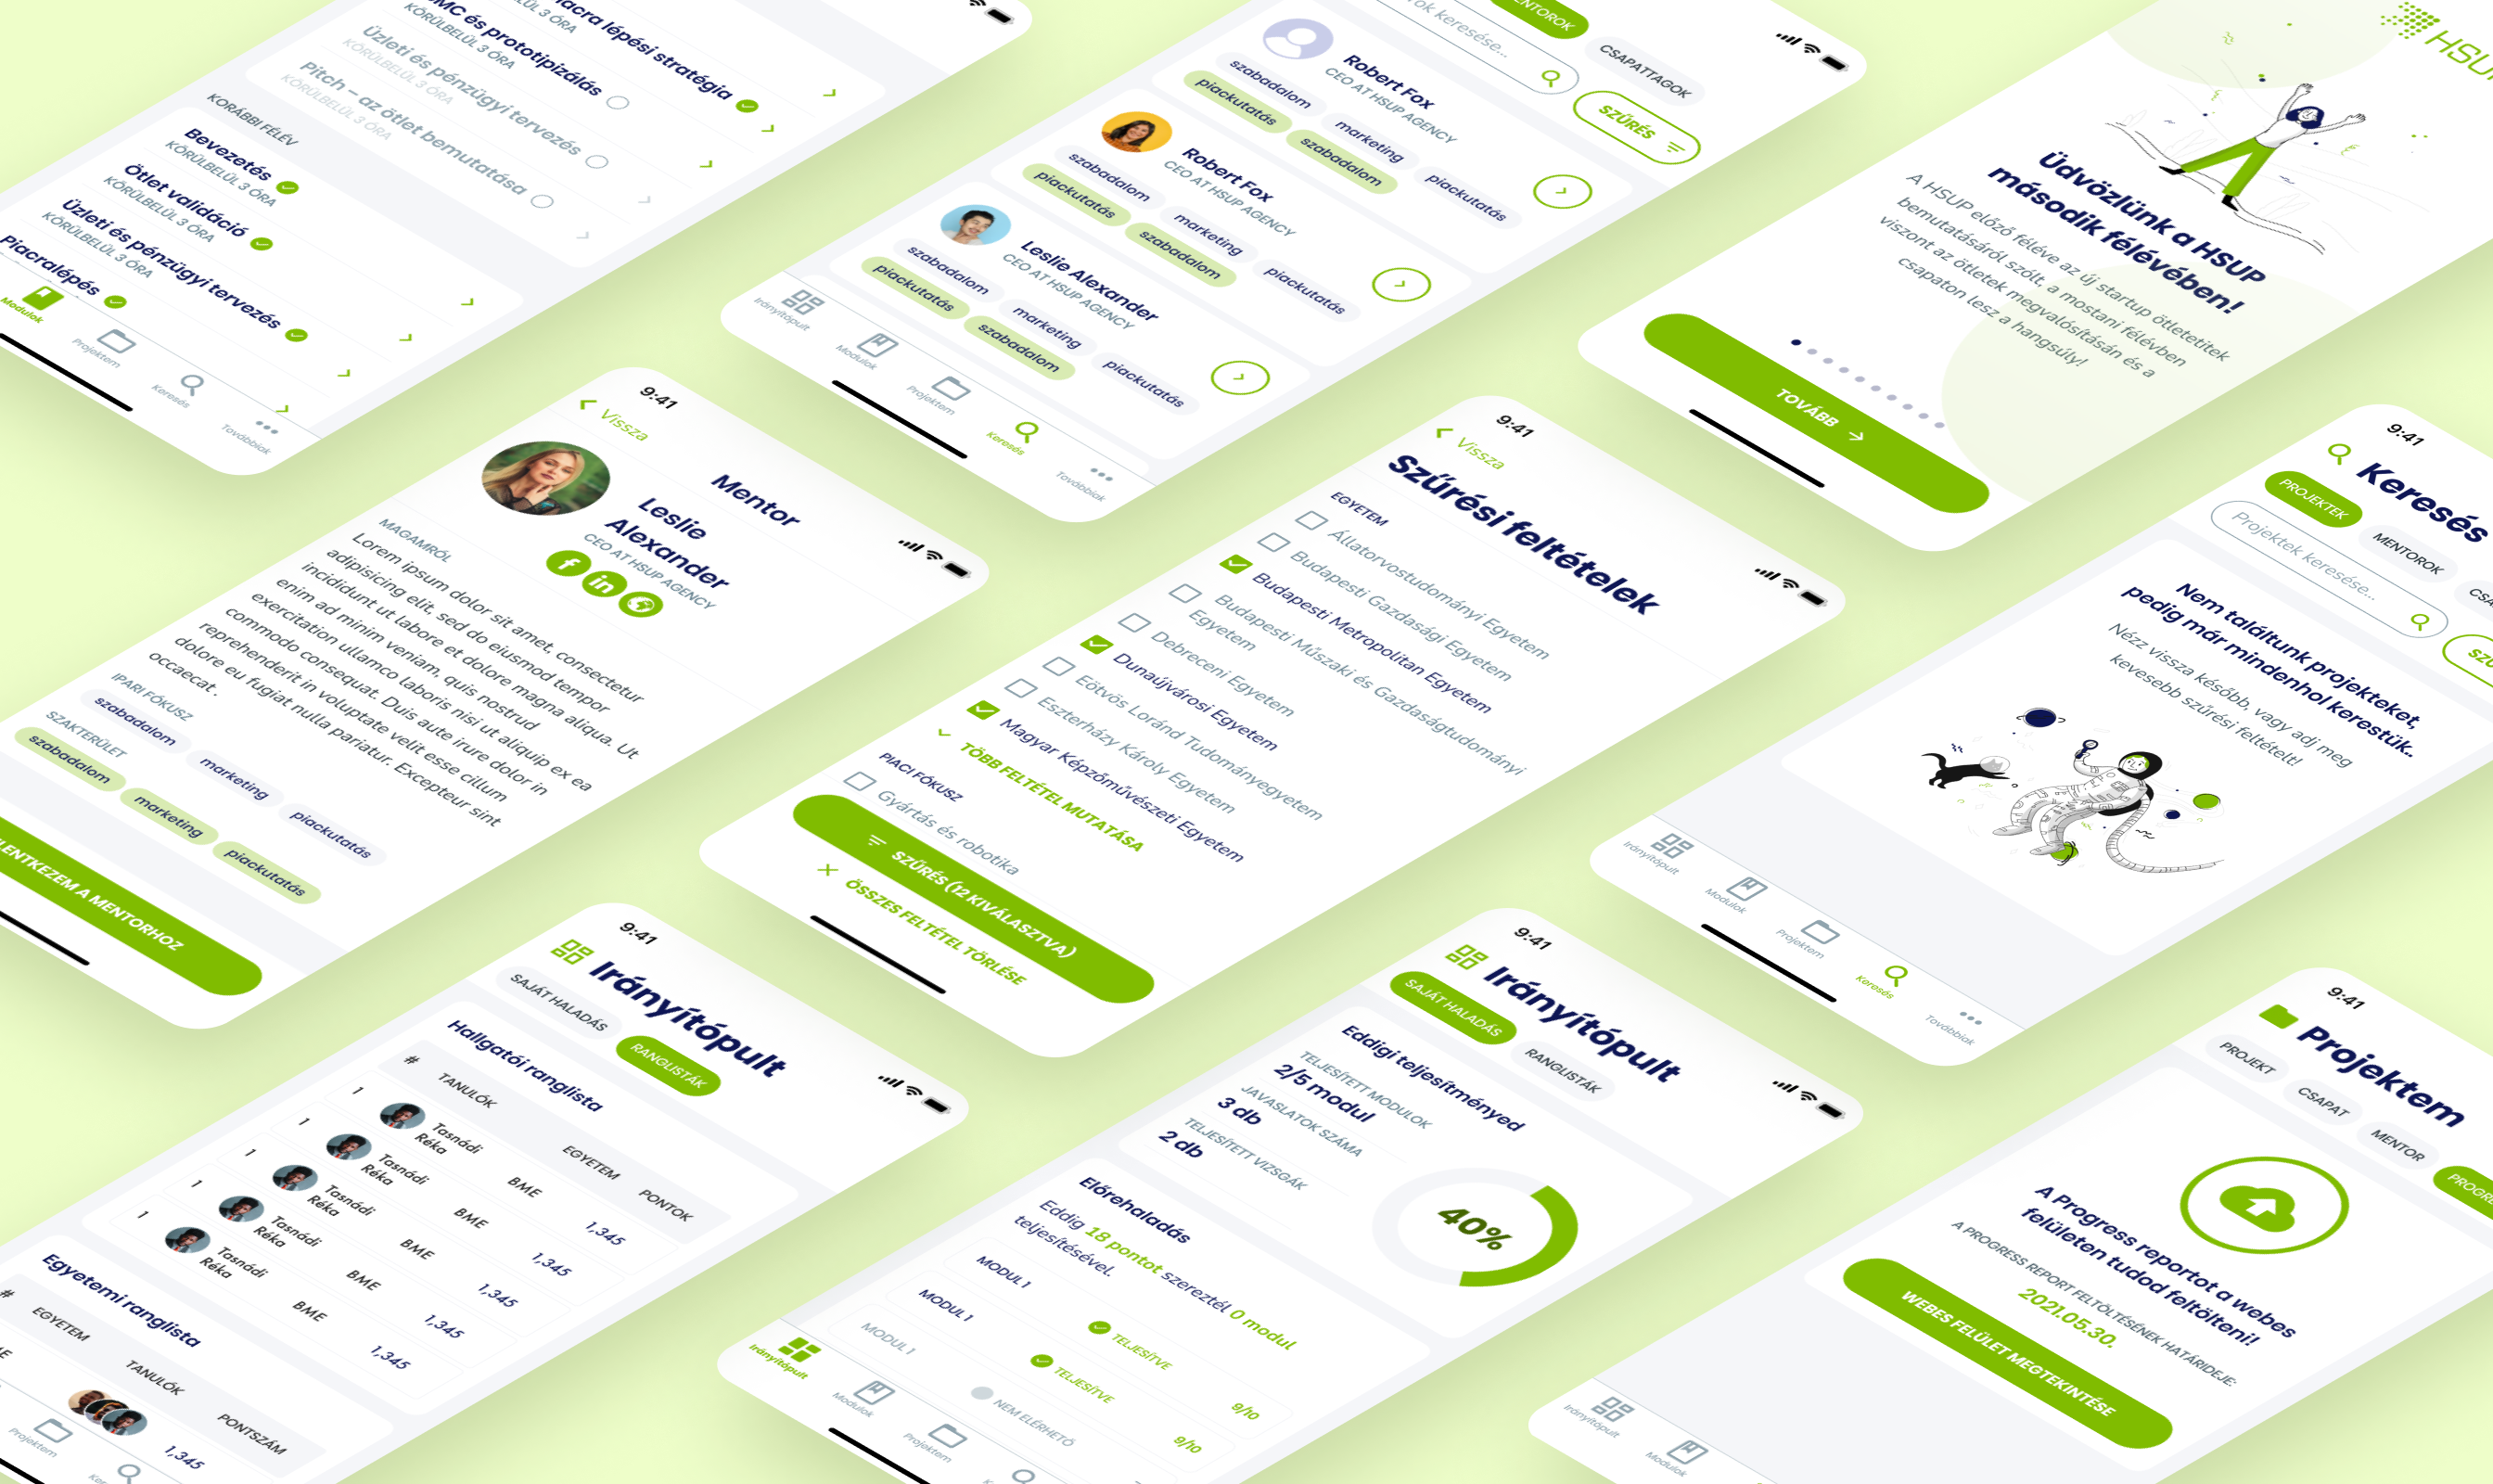 acra lépési stratégia
MC és prototipizálás
KÖRÜLBELÜL 3 ÓRA
Üzleti és pénzügyi tervezés
KÖRÜLBELÜL 3 ÓRA
Pitch – az ötlet bemutatása
KÖRÜLBELÜL 3 ÓRA
KORÁBBI FÉLÉV
Bevezetés
KÖRÜLBELÜL 3 ÓRA
Ötlet validáció
KÖRÜLBELÜL 3 ÓRA
Üzleti és pénzügyi tervezés
KÖRÜLBELÜL 3 ÓRA
Piacralépés
Modulok
Projektem
Keresés
Továbbiak
CSAPATTAGOK
SZŰRÉS
Robert Fox
CEO AT HSUP AGENCY
szabadalom
marketing
piackutatás
piackutatás
szabadalom
Robert Fox
CEO AT HSUP AGENCY
szabadalom
marketing
piackutatás
piackutatás
szabadalom
Leslie Alexander
CEO AT HSUP AGENCY
szabadalom
marketing
piackutatás
piackutatás
szabadalom
Irányítópult
Modulok
Projektem
Keresés
Továbbiak
Üdvözlünk a HSUP
második félévében!
A HSUP előző féléve az új startup ötletetitek
bemutatásáról szólt, a mostani félévben
viszont az ötletek megvalósításán és a
csapaton lesz a hangsúly!
TOVÁBB
9:41
Vissza
Mentor
Leslie
Alexander
CEO AT HSUP AGENCY
MAGAMRÓL
Lorem ipsum dolor sit amet, consectetur
adipisicing elit, sed do eiusmod tempor
incididunt ut labore et dolore magna aliqua. Ut
enim ad minim veniam, quis nostrud
exercitation ullamco laboris nisi ut aliquip ex ea
commodo consequat. Duis aute irure dolor in
reprehenderit in voluptate velit esse cillum
dolore eu fugiat nulla pariatur. Excepteur sint
occaecat.
IPARI FÓKUSZ
szabadalom
marketing
piackutatás
SZAKTERÜLET
szabadalom
marketing
piackutatás
LENTKEZEM A MENTORHOZ
9:41
Vissza
Szűrési feltételek
EGYETEM
Állatorvostudományi Egyetem
Budapesti Gazdasági Egyetem
Budapesti Metropolitan Egyetem
Budapesti Műszaki és Gazdaságtudományi
Egyetem
Debreceni Egyetem
Dunaújvárosi Egyetem
Eötvös Loránd Tudományegyetem
Eszterházy Károly Egyetem
Magyar Képzőművészeti Egyetem
TÖBB FELTÉTEL MUTATÁSA
PIACI FÓKUSZ
Gyártás és robotika
SZŰRÉS (12 KIVÁLASZTVA)
ÖSSZES FELTÉTEL TÖRLÉSE
9:41
Keresés
PROJEKTEK
MENTOROK
CSA
Projektek keresése...
Nem találtunk projekteket,
pedig már mindenhol kerestük..
Nézz vissza később, vagy adj meg
kevesebb szűrési feltételt!
Irányítópult
Modulok
Projektem
Keresés
Továbbiak
9:41
Irányítópult
SAJÁT HALADÁS
RANGLISTÁK
Hallgatói ranglista
# TANULÓK EGYETEM PONTOK
1 Tasnádi Réka BME 1,345
1 Tasnádi Réka BME 1,345
1 Tasnádi Réka BME 1,345
1 Tasnádi Réka BME 1,345
1 Tasnádi Réka BME 1,345
Egyetemi ranglista
# EGYETEM TANULÓK PONTSZÁM
1,345
Projektem
9:41
Irányítópult
SAJÁT HALADÁS
RANGLISTÁK
Eddigi teljesítményed
TELJESÍTETT MODULOK
2/5 modul
JAVASLATOK SZÁMA
3 db
TELJESÍTETT VIZSGÁK
2 db
40%
Előrehaladás
Eddig 18 pontot szereztél 0 modul
teljesítésével.
MODUL 1 TELJESÍTVE 9/10
MODUL 1 TELJESÍTVE 9/10
MODUL 1 NEM ELÉRHETŐ
Irányítópult
Modulok
Projektem
9:41
Projektem
PROJEKT
CSAPAT
MENTOR
PROGRE
A Progress reportot a webes
felületen tudod feltölteni!
A PROGRESS REPORT FELTÖLTÉSÉNEK HATÁRIDEJE:
2021.05.30.
WEBES FELÜLET MEGTEKINTÉSE
Irányítópult
Modulok